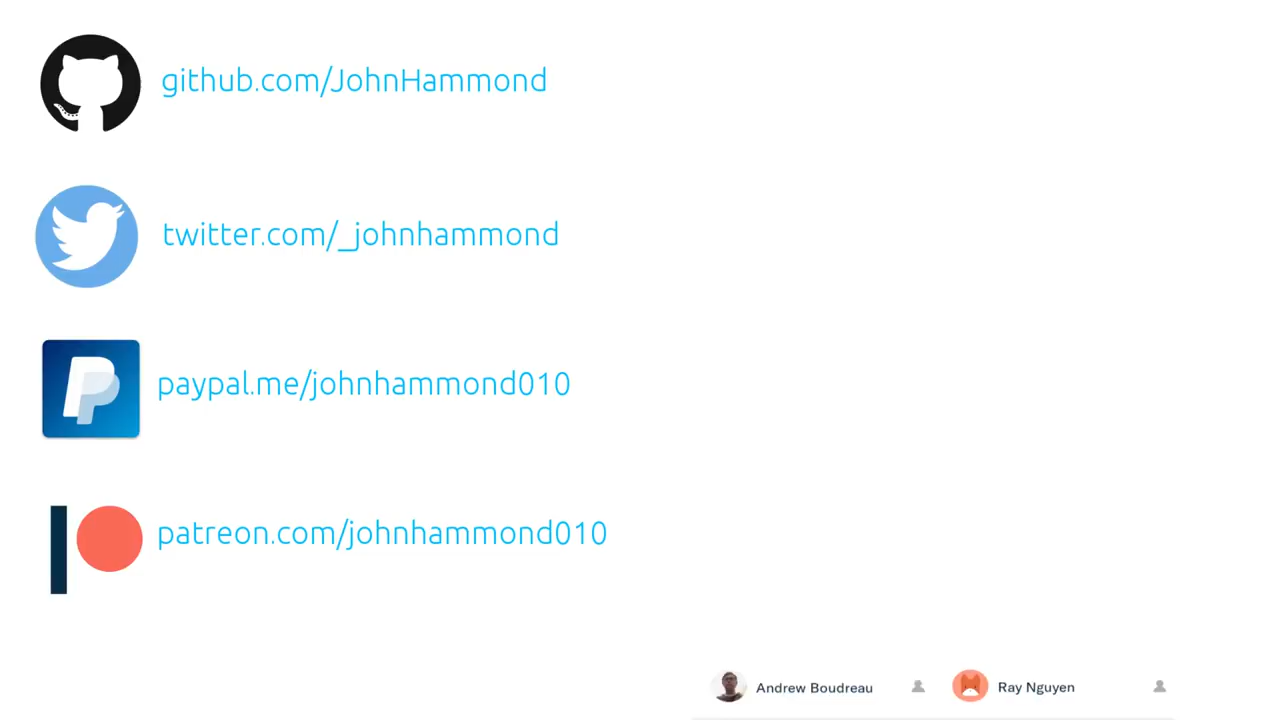 github.com/JohnHammond
twitter.com/_johnhammond
paypal.me/johnhammond010
patreon.com/johnhammond010
Andrew Boudreau
Ray Nguyen